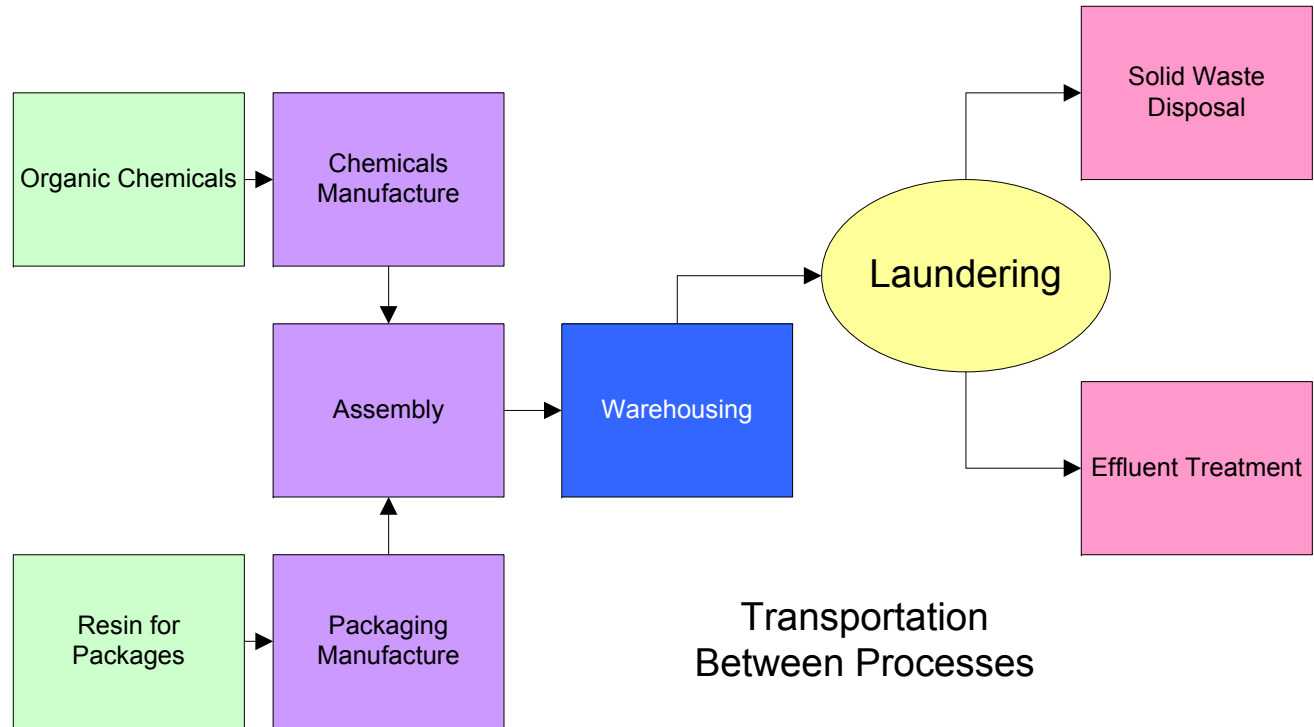 Solid Waste
Disposal
Organic Chemicals
Chemicals
Manufacture
Laundering
Assembly
Warehousing
Effluent Treatment
Resin for
Packages
Packaging
Manufacture
Transportation
Between Processes